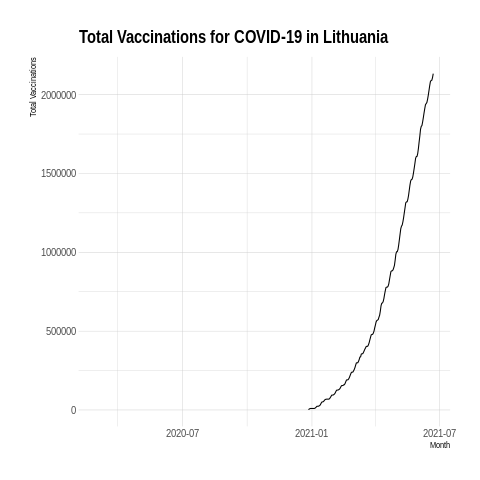 Total Vaccinations for COVID-19 in Lithuania
Total Vaccinations
2000000
1500000
1000000
500000
0
2020-07
2021-01
2021-07
Month